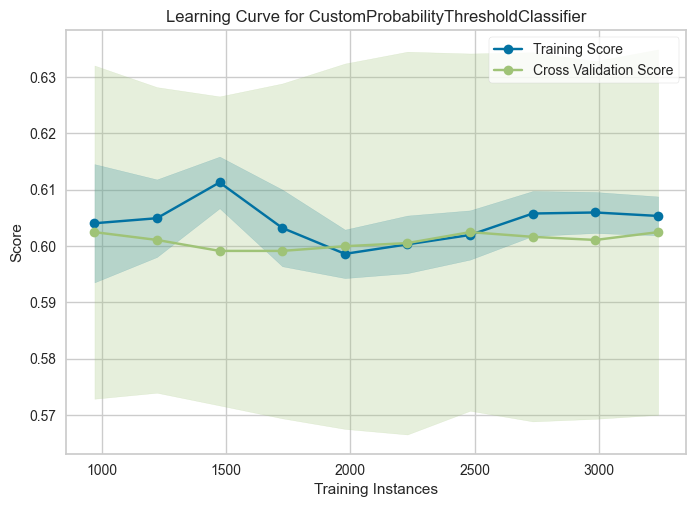 Learning Curve for CustomProbabilityThresholdClassifier
Training Score
Cross Validation Score
0.63
0.62
0.61
0.60
0.59
0.58
0.57
Score
1000 1500 2000 2500 3000
Training Instances